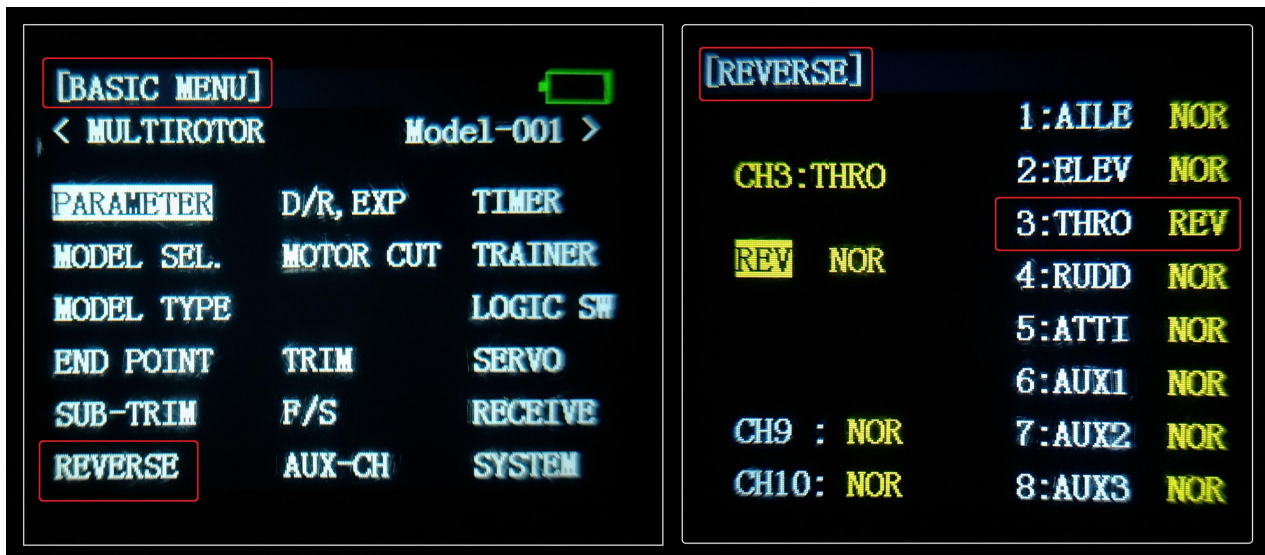 [BASIC MENU]
< MULTIROTOR Model-001 >
PARAMETER D/R, EXP TIMER
MODEL SEL. MOTOR CUT TRAINER
MODEL TYPE LOGIC SW
END POINT TRIM SERVO
SUB-TRIM F/S RECEIVE
REVERSE AUX-CH SYSTEM
[REVERSE]
CH3:THRO
REV NOR
CH9 : NOR
CH10: NOR
1:AILE NOR
2:ELEV NOR
3:THRO REV
4:RUDD NOR
5:ATTI NOR
6:AUX1 NOR
7:AUX2 NOR
8:AUX3 NOR